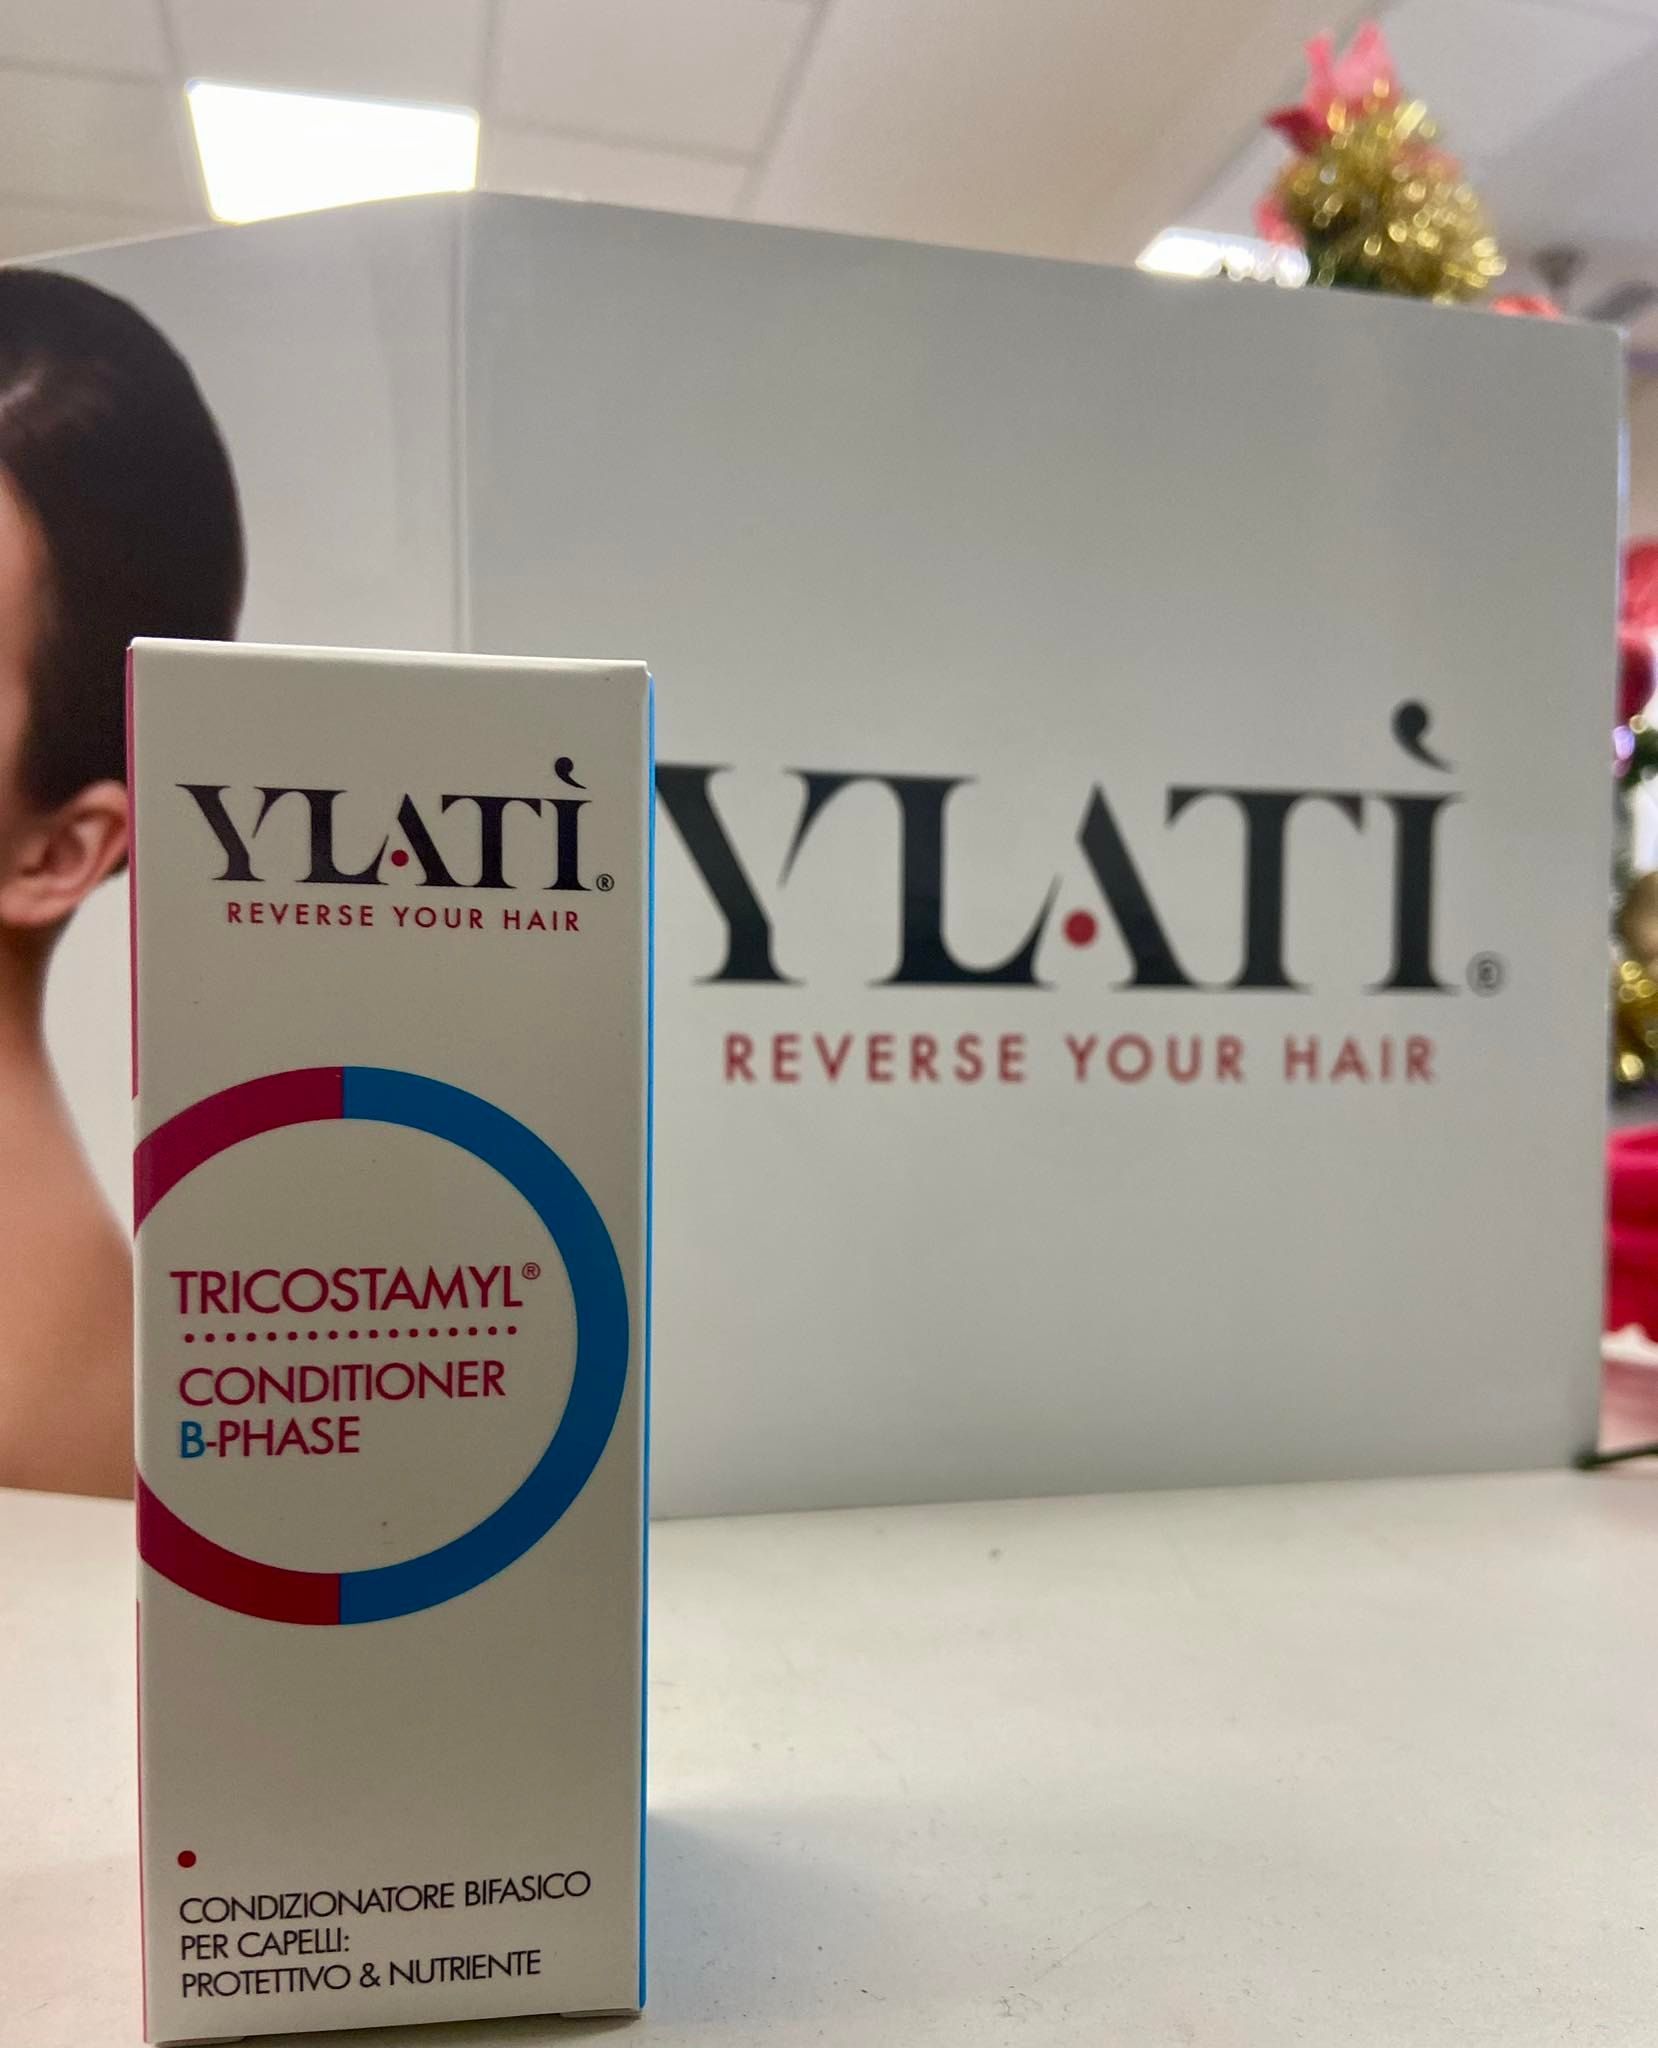 YLATÌ®
REVERSE YOUR HAIR
TRICOSTAMYL®
CONDITIONER
B-PHASE
CONDIZIONATORE BIFASICO
PER CAPELLI:
PROTETTIVO & NUTRIENTE
YLATÌ®
REVERSE YOUR HAIR